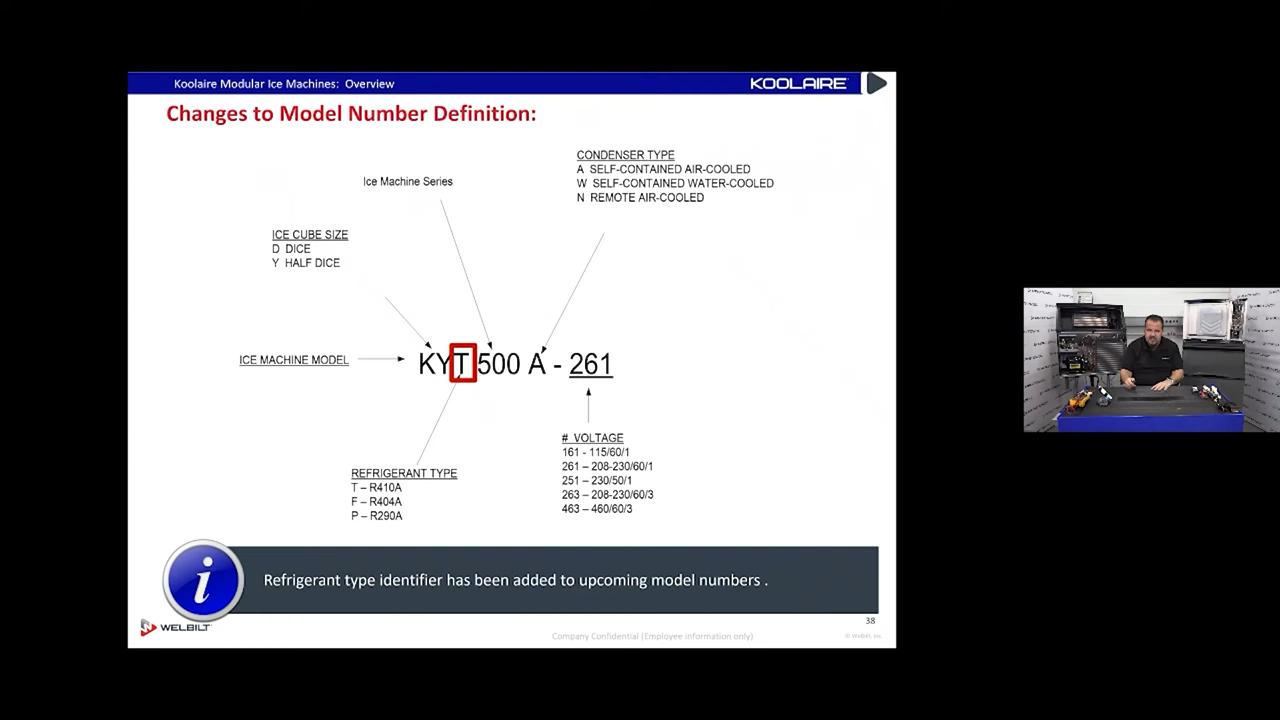 Koolaire Modular Ice Machines: Overview
KOOLAIRE
Changes to Model Number Definition:
CONDENSER TYPE
A SELF-CONTAINED AIR-COOLED
W SELF-CONTAINED WATER-COOLED
N REMOTE AIR-COOLED
Ice Machine Series
ICE CUBE SIZE
D DICE
Y HALF DICE
ICE MACHINE MODEL
KYT500 A - 261
# VOLTAGE
161 - 115/60/1
261 – 208-230/60/1
251 – 230/50/1
263 – 208-230/60/3
463 – 460/60/3
REFRIGERANT TYPE
T – R410A
F – R404A
P – R290A
i
Refrigerant type identifier has been added to upcoming model numbers .
38
WELBILT
Company Confidential (Employee information only)
© Welbilt, Inc.